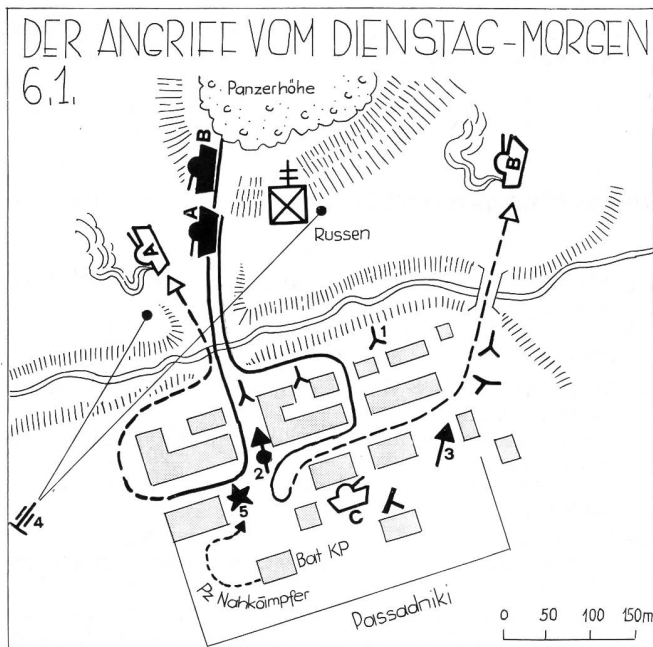 DER ANGRIFF VOM DIENSTAG-MORGEN
6.1.
Panzerhöhe
B
B
A
A
Russen
1
2
3
4
5
C
Bat KP
Pz Nahkämpfer
Passadniki
0 50 100 150m